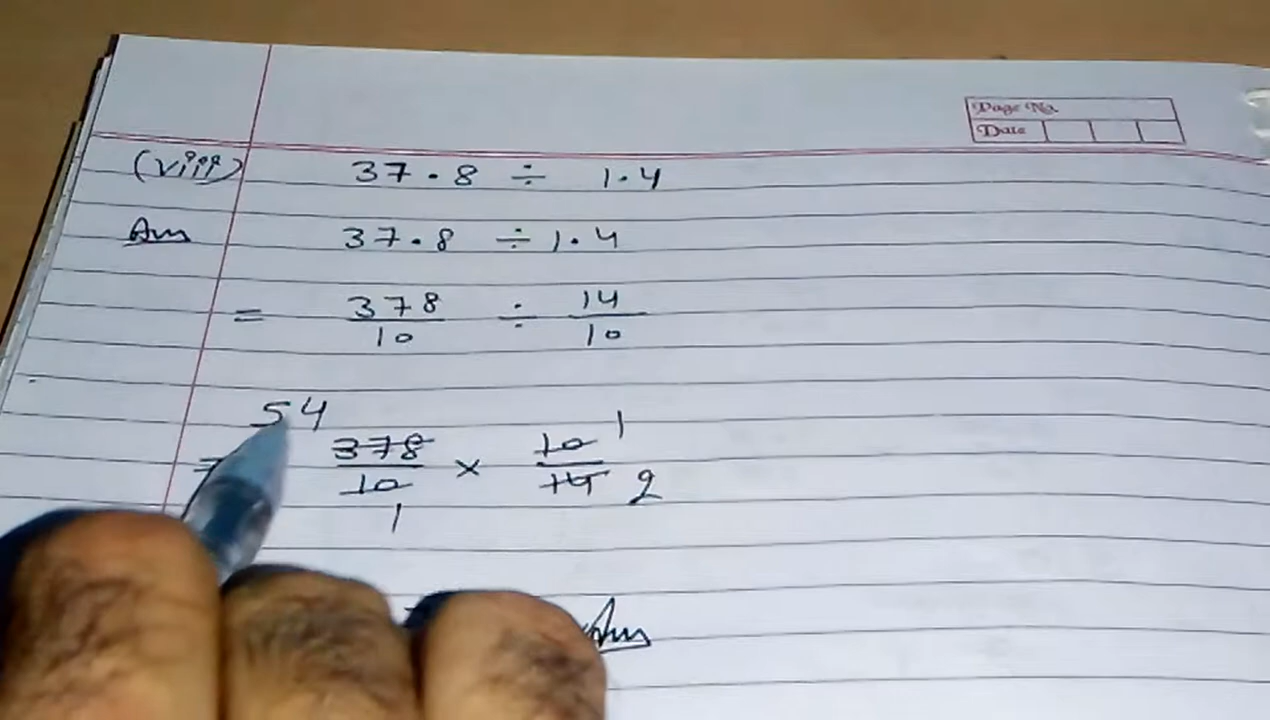 Page No.
Date
(viii) 37.8 ÷ 1.4
Ans 37.8 ÷ 1.4
= 378/10 ÷ 14/10
54 1
= 378/10 × 10/14 2
1
Ans